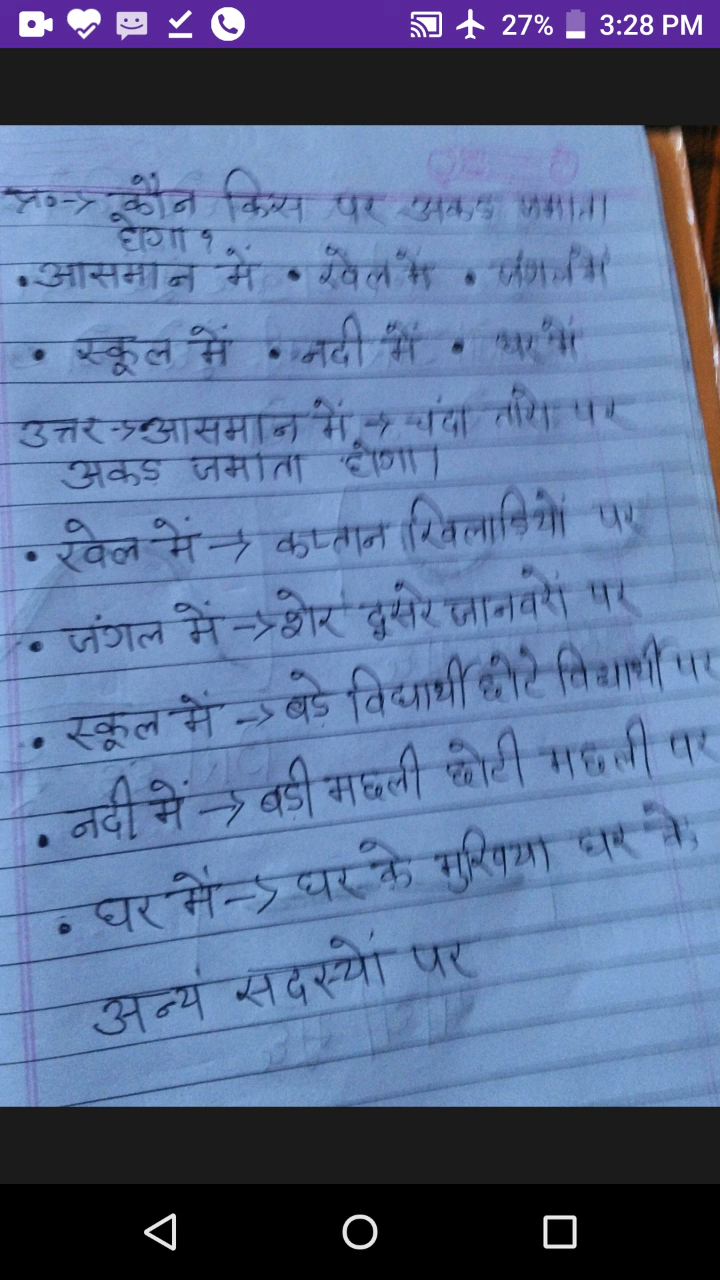 27% 3:28 PM
प्र०→ कौन किस पर अकड़ जमाता
होगा?
•आसमान में • खेल में • जंगल में
• स्कूल में • नदी में • घर में
उत्तर→आसमान में → चंदा तारों पर
अकड़ जमाता होगा।
• खेल में → कप्तान खिलाड़ियों पर
• जंगल में →शेर दूसरे जानवरों पर
• स्कूल में → बड़े विद्यार्थी छोटे विद्यार्थी पर
• नदी में → बड़ी मछली छोटी मछली पर
• घर में→ घर के मुखिया घर के
अन्य सदस्यों पर